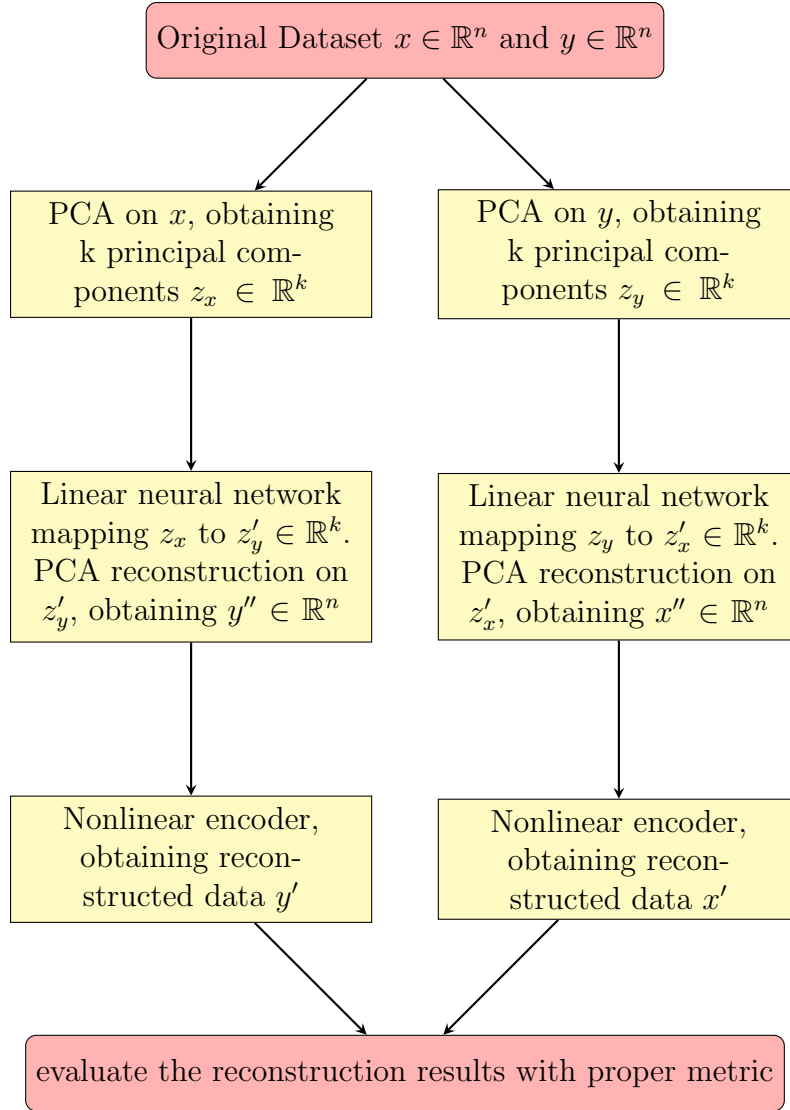 Original Dataset x ∈ ℝⁿ and y ∈ ℝⁿ
PCA on x, obtaining
k principal com-
ponents z_x ∈ ℝᵏ
PCA on y, obtaining
k principal com-
ponents z_y ∈ ℝᵏ
Linear neural network
mapping z_x to z′_y ∈ ℝᵏ.
PCA reconstruction on
z′_y, obtaining y′′ ∈ ℝⁿ
Linear neural network
mapping z_y to z′_x ∈ ℝᵏ.
PCA reconstruction on
z′_x, obtaining x′′ ∈ ℝⁿ
Nonlinear encoder,
obtaining recon-
structed data y′
Nonlinear encoder,
obtaining recon-
structed data x′
evaluate the reconstruction results with proper metric